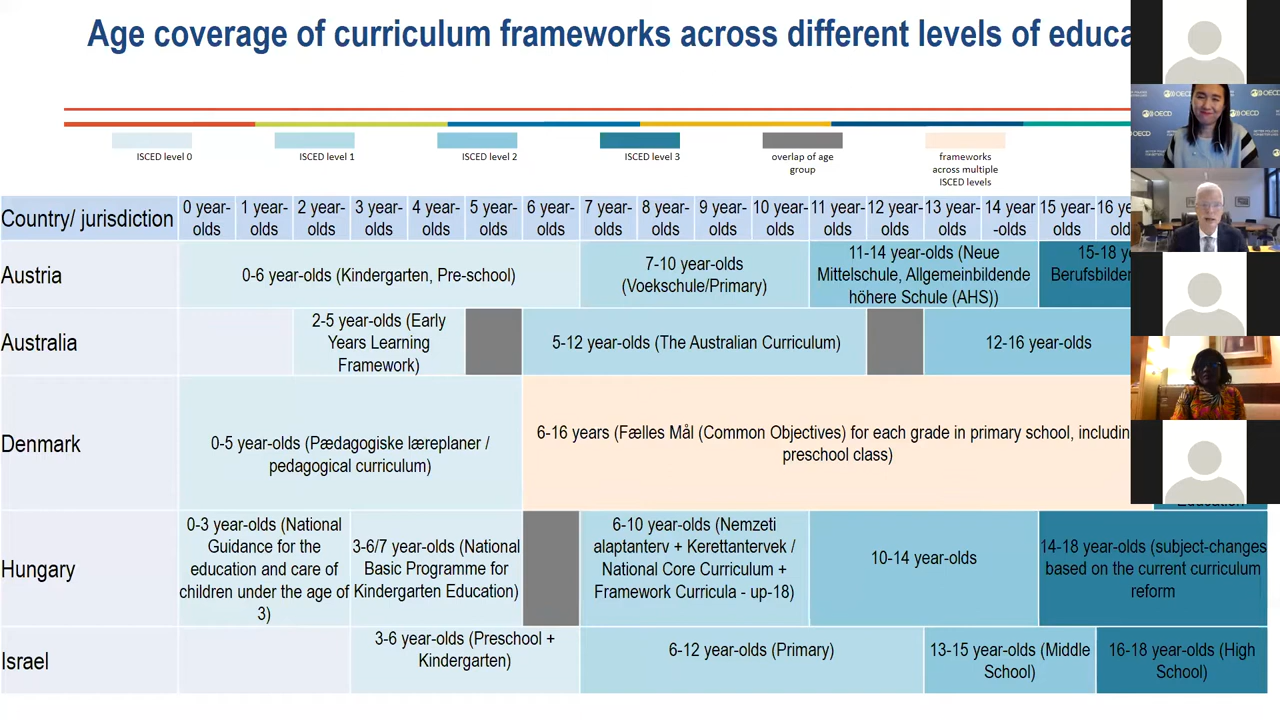 Age coverage of curriculum frameworks across different levels of educa
ISCED level 0
ISCED level 1
ISCED level 2
ISCED level 3
overlap of age
group
frameworks
across multiple
ISCED levels
Country/ jurisdiction
0 year-
olds
1 year-
olds
2 year-
olds
3 year-
olds
4 year-
olds
5 year-
olds
6 year-
olds
7 year-
olds
8 year-
olds
9 year-
olds
10 year-
olds
11 year-
olds
12 year-
olds
13 year-
olds
14 year
-olds
15 year-
olds
16 ye
old
Austria
0-6 year-olds (Kindergarten, Pre-school)
7-10 year-olds
(Voekschule/Primary)
11-14 year-olds (Neue
Mittelschule, Allgemeinbildende
höhere Schule (AHS))
15-18 ye
Berufsbilder
Australia
2-5 year-olds (Early
Years Learning
Framework)
5-12 year-olds (The Australian Curriculum)
12-16 year-olds
Denmark
0-5 year-olds (Pædagogiske læreplaner /
pedagogical curriculum)
6-16 years (Fælles Mål (Common Objectives) for each grade in primary school, includin
preschool class)
Education
Hungary
0-3 year-olds (National
Guidance for the
education and care of
children under the age of
3)
3-6/7 year-olds (National
Basic Programme for
Kindergarten Education)
6-10 year-olds (Nemzeti
alaptanterv + Kerettantervek /
National Core Curriculum +
Framework Curricula - up-18)
10-14 year-olds
14-18 year-olds (subject-changes
based on the current curriculum
reform
Israel
3-6 year-olds (Preschool +
Kindergarten)
6-12 year-olds (Primary)
13-15 year-olds (Middle
School)
16-18 year-olds (High
School)
OECD
OECD